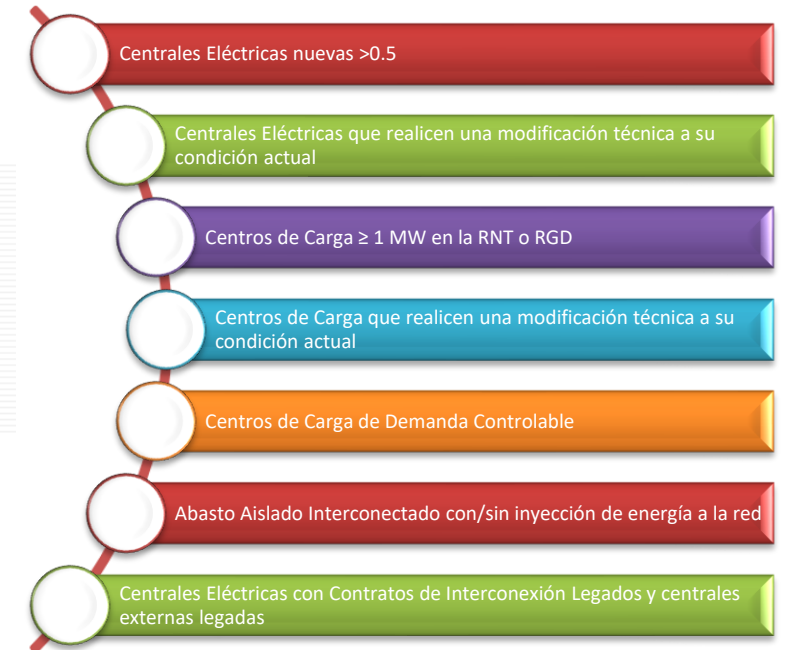 Centrales Eléctricas nuevas >0.5
Centrales Eléctricas que realicen una modificación técnica a su
condición actual
Centros de Carga ≥ 1 MW en la RNT o RGD
Centros de Carga que realicen una modificación técnica a su
condición actual
Centros de Carga de Demanda Controlable
Abasto Aislado Interconectado con/sin inyección de energía a la red
Centrales Eléctricas con Contratos de Interconexión Legados y centrales
externas legadas